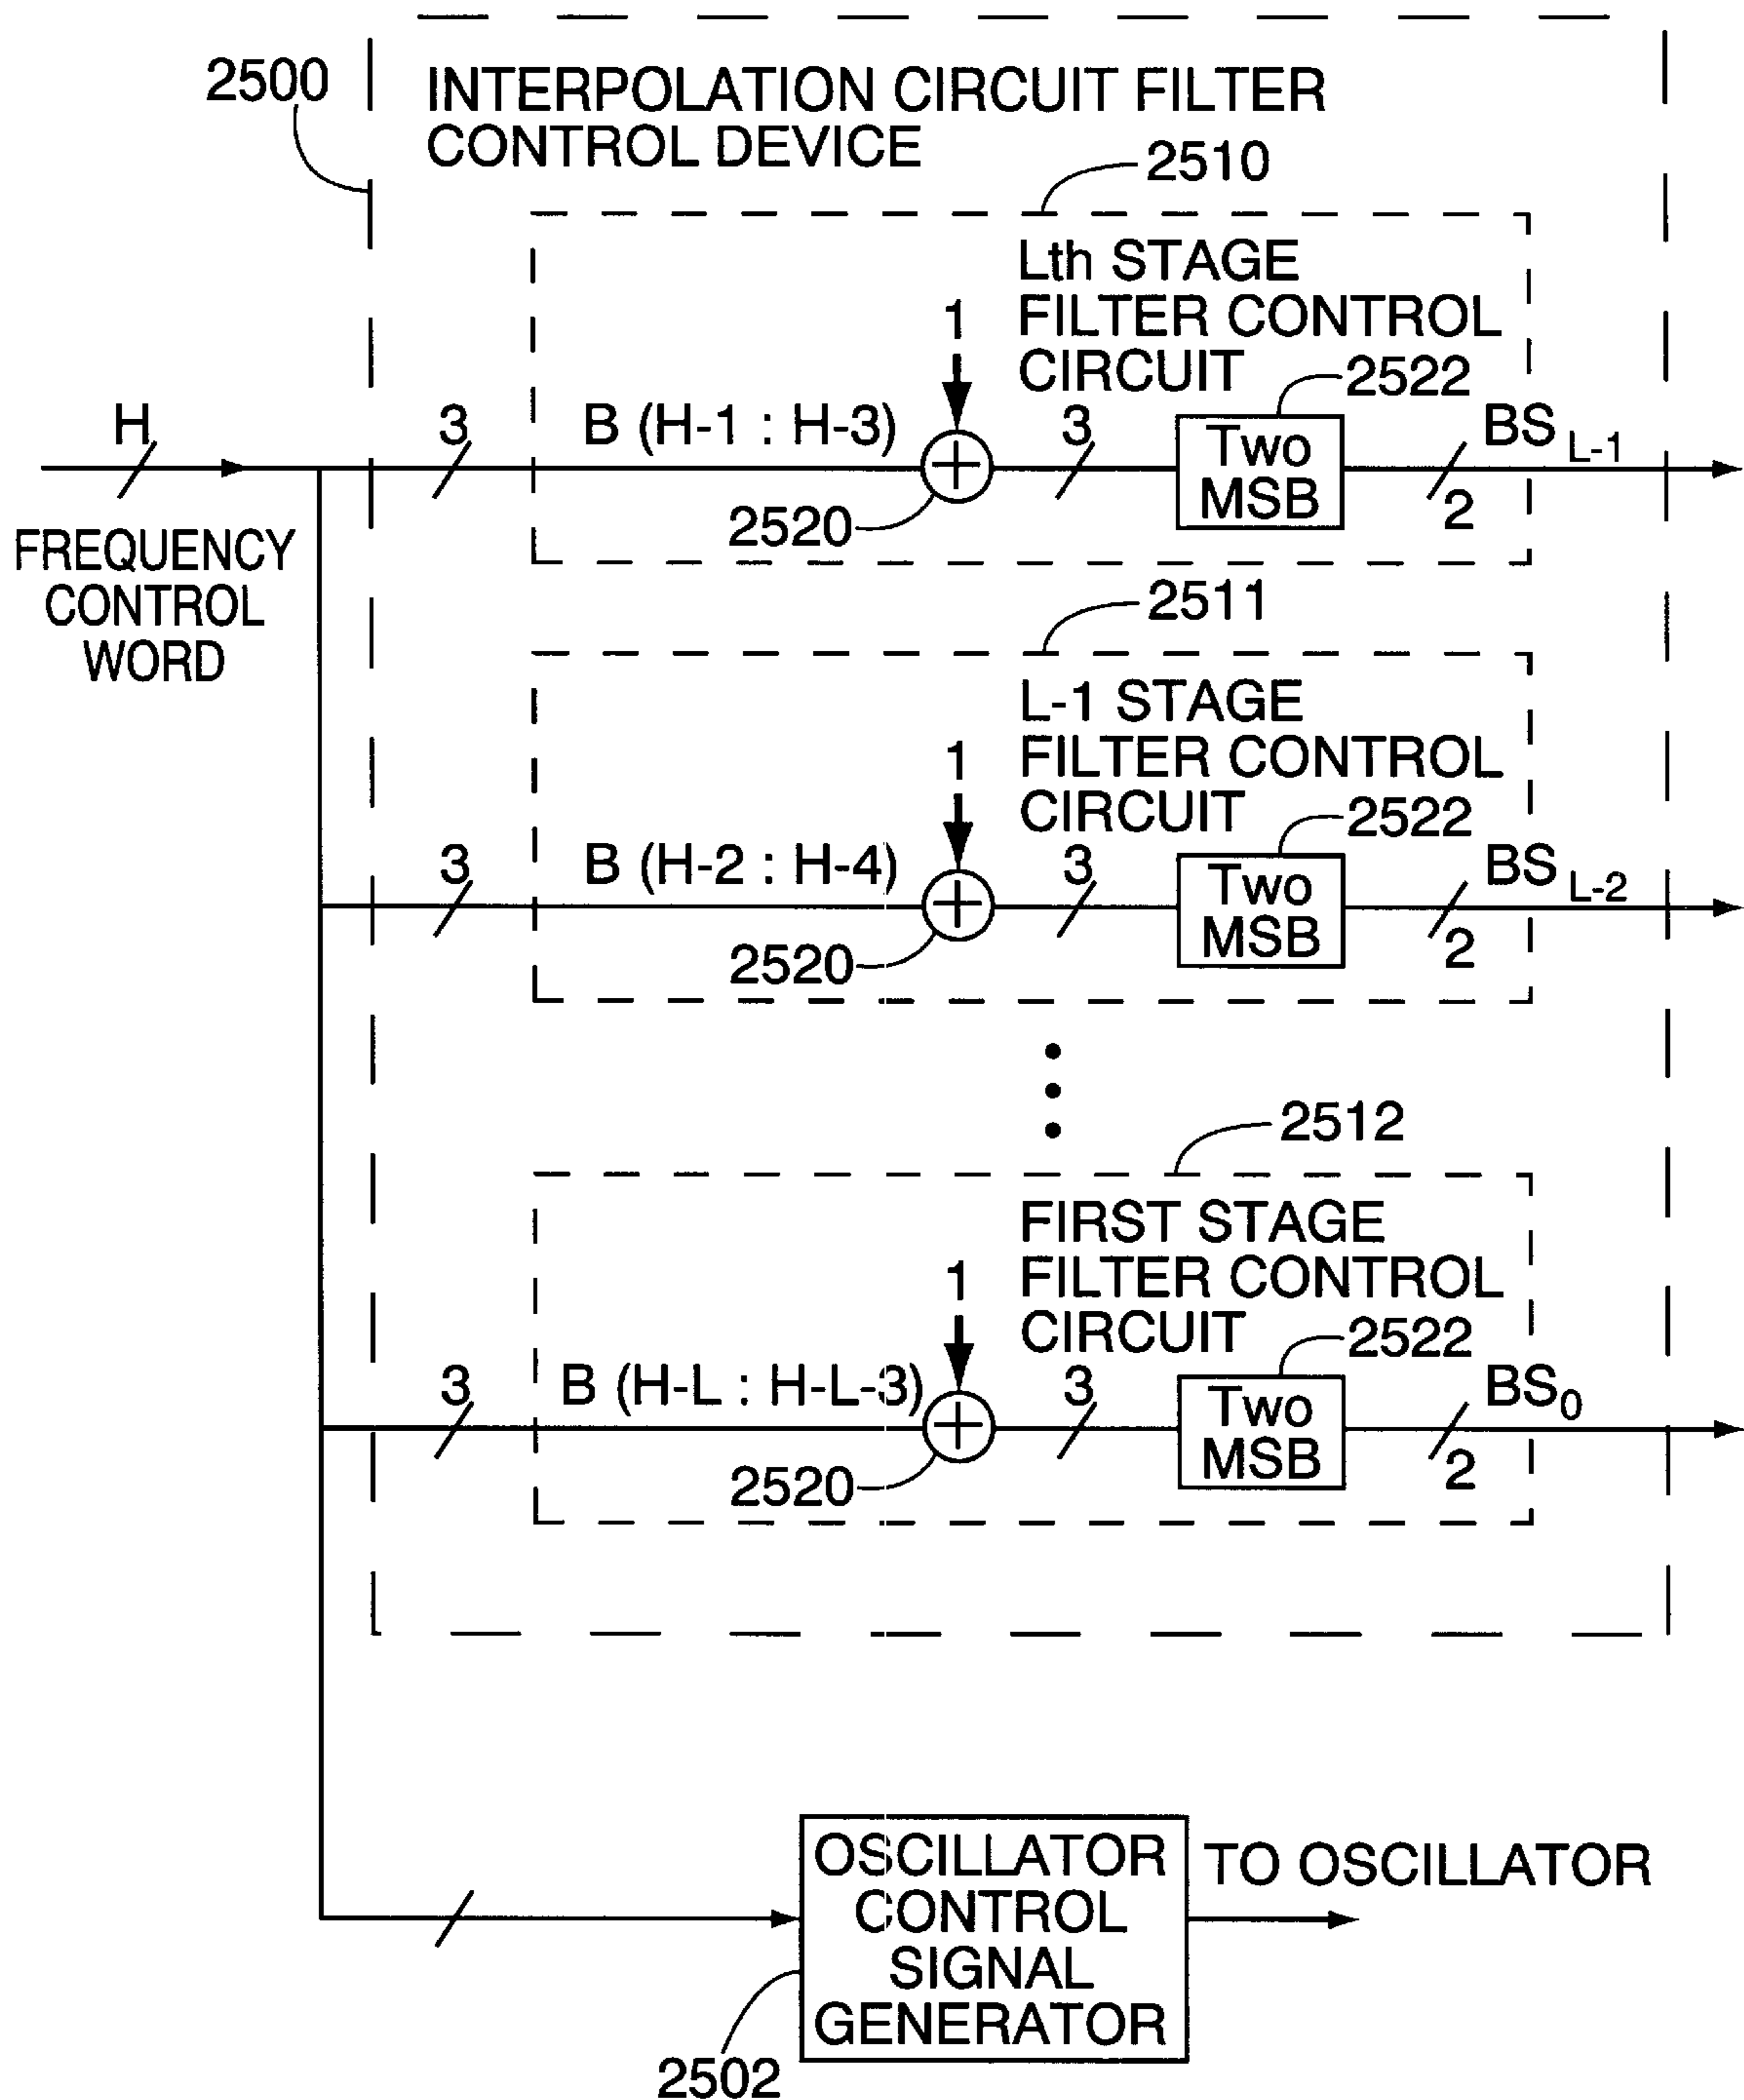 2500
INTERPOLATION CIRCUIT FILTER
CONTROL DEVICE
2510
Lth STAGE
FILTER CONTROL
CIRCUIT
1
2522
H
3
B (H-1 : H-3)
+
3
Two
MSB
BS L-1
2
2520
FREQUENCY
CONTROL
WORD
2511
L-1 STAGE
FILTER CONTROL
CIRCUIT
1
2522
3
B (H-2 : H-4)
+
3
Two
MSB
BS L-2
2
2520
2512
FIRST STAGE
FILTER CONTROL
CIRCUIT
1
2522
3
B (H-L : H-L-3)
+
3
Two
MSB
BS0
2
2520
OSCILLATOR
CONTROL
SIGNAL
GENERATOR
TO OSCILLATOR
2502